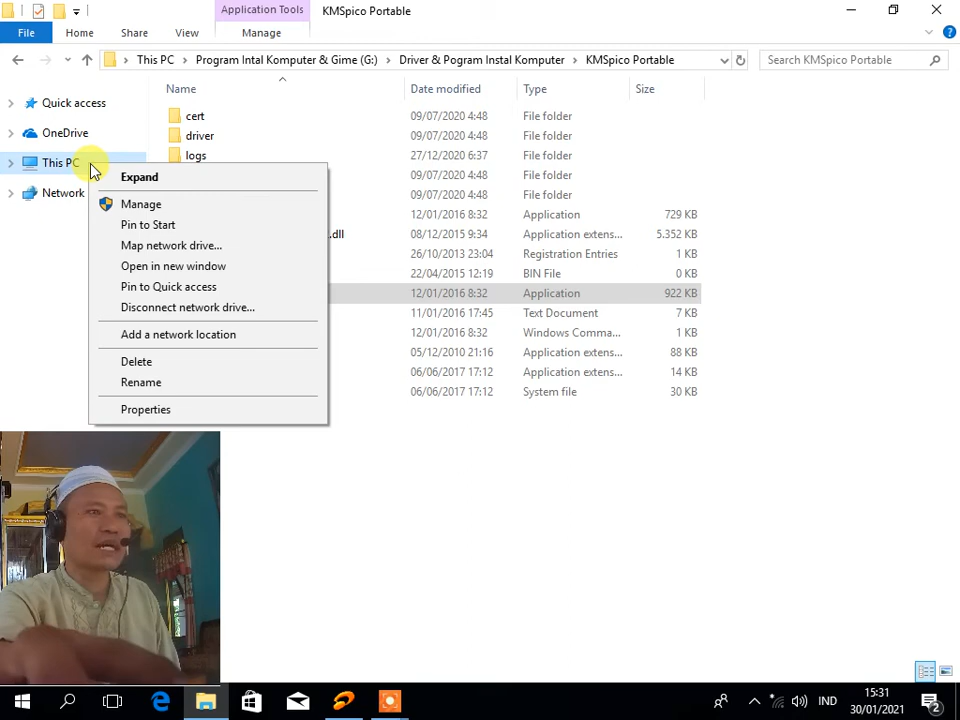 Application Tools
KMSpico Portable
File
Home
Share
View
Manage
This PC
Program Intal Komputer & Gime (G:)
Driver & Pogram Instal Komputer
KMSpico Portable
Search KMSpico Portable
Name
Date modified
Type
Size
Quick access
OneDrive
This PC
Network
cert
09/07/2020 4:48
File folder
driver
09/07/2020 4:48
File folder
logs
27/12/2020 6:37
File folder
09/07/2020 4:48
File folder
09/07/2020 4:48
File folder
12/01/2016 8:32
Application
729 KB
.dll
08/12/2015 9:34
Application extens...
5.352 KB
26/10/2013 23:04
Registration Entries
1 KB
22/04/2015 12:19
BIN File
0 KB
12/01/2016 8:32
Application
922 KB
11/01/2016 17:45
Text Document
7 KB
12/01/2016 8:32
Windows Comma...
1 KB
05/12/2010 21:16
Application extens...
88 KB
06/06/2017 17:12
Application extens...
14 KB
06/06/2017 17:12
System file
30 KB
Expand
Manage
Pin to Start
Map network drive...
Open in new window
Pin to Quick access
Disconnect network drive...
Add a network location
Delete
Rename
Properties
IND
15:31
30/01/2021
2